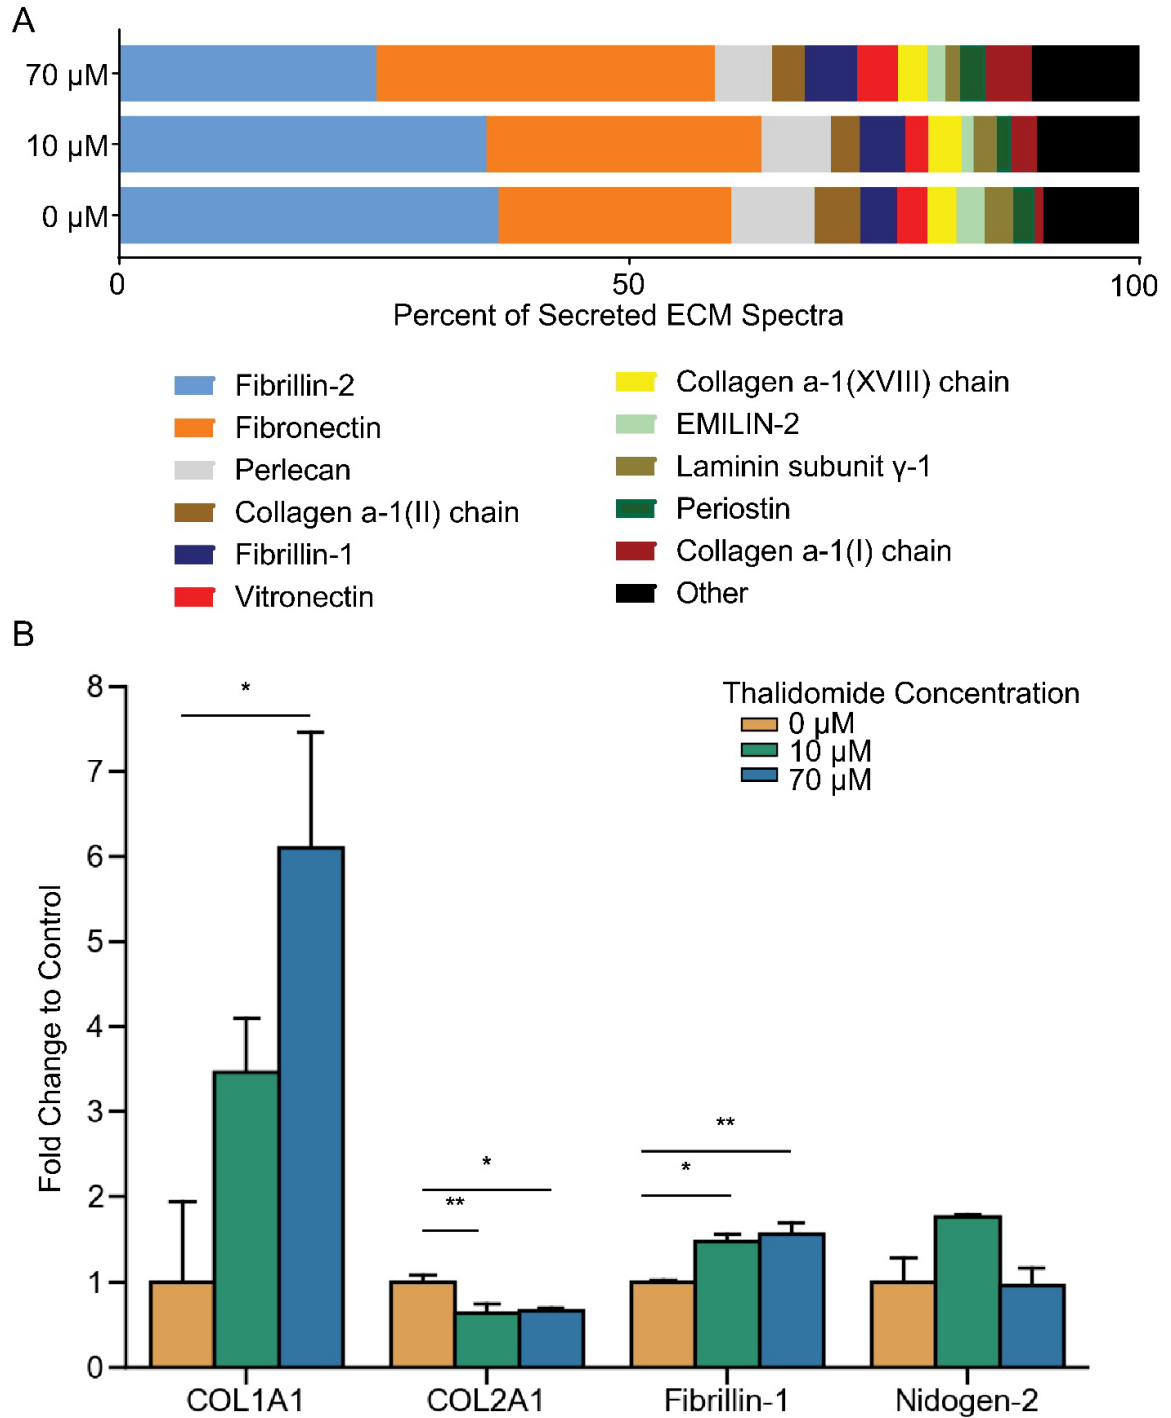 A
70 µM
10 µM
0 µM
0 50 100
Percent of Secreted ECM Spectra
Fibrillin-2
Fibronectin
Perlecan
Collagen a-1(II) chain
Fibrillin-1
Vitronectin
Collagen a-1(XVIII) chain
EMILIN-2
Laminin subunit γ-1
Periostin
Collagen a-1(I) chain
Other
B
Thalidomide Concentration
0 µM
10 µM
70 µM
Fold Change to Control
8
7
6
5
4
3
2
1
0
*
**
*
*
**
COL1A1 COL2A1 Fibrillin-1 Nidogen-2